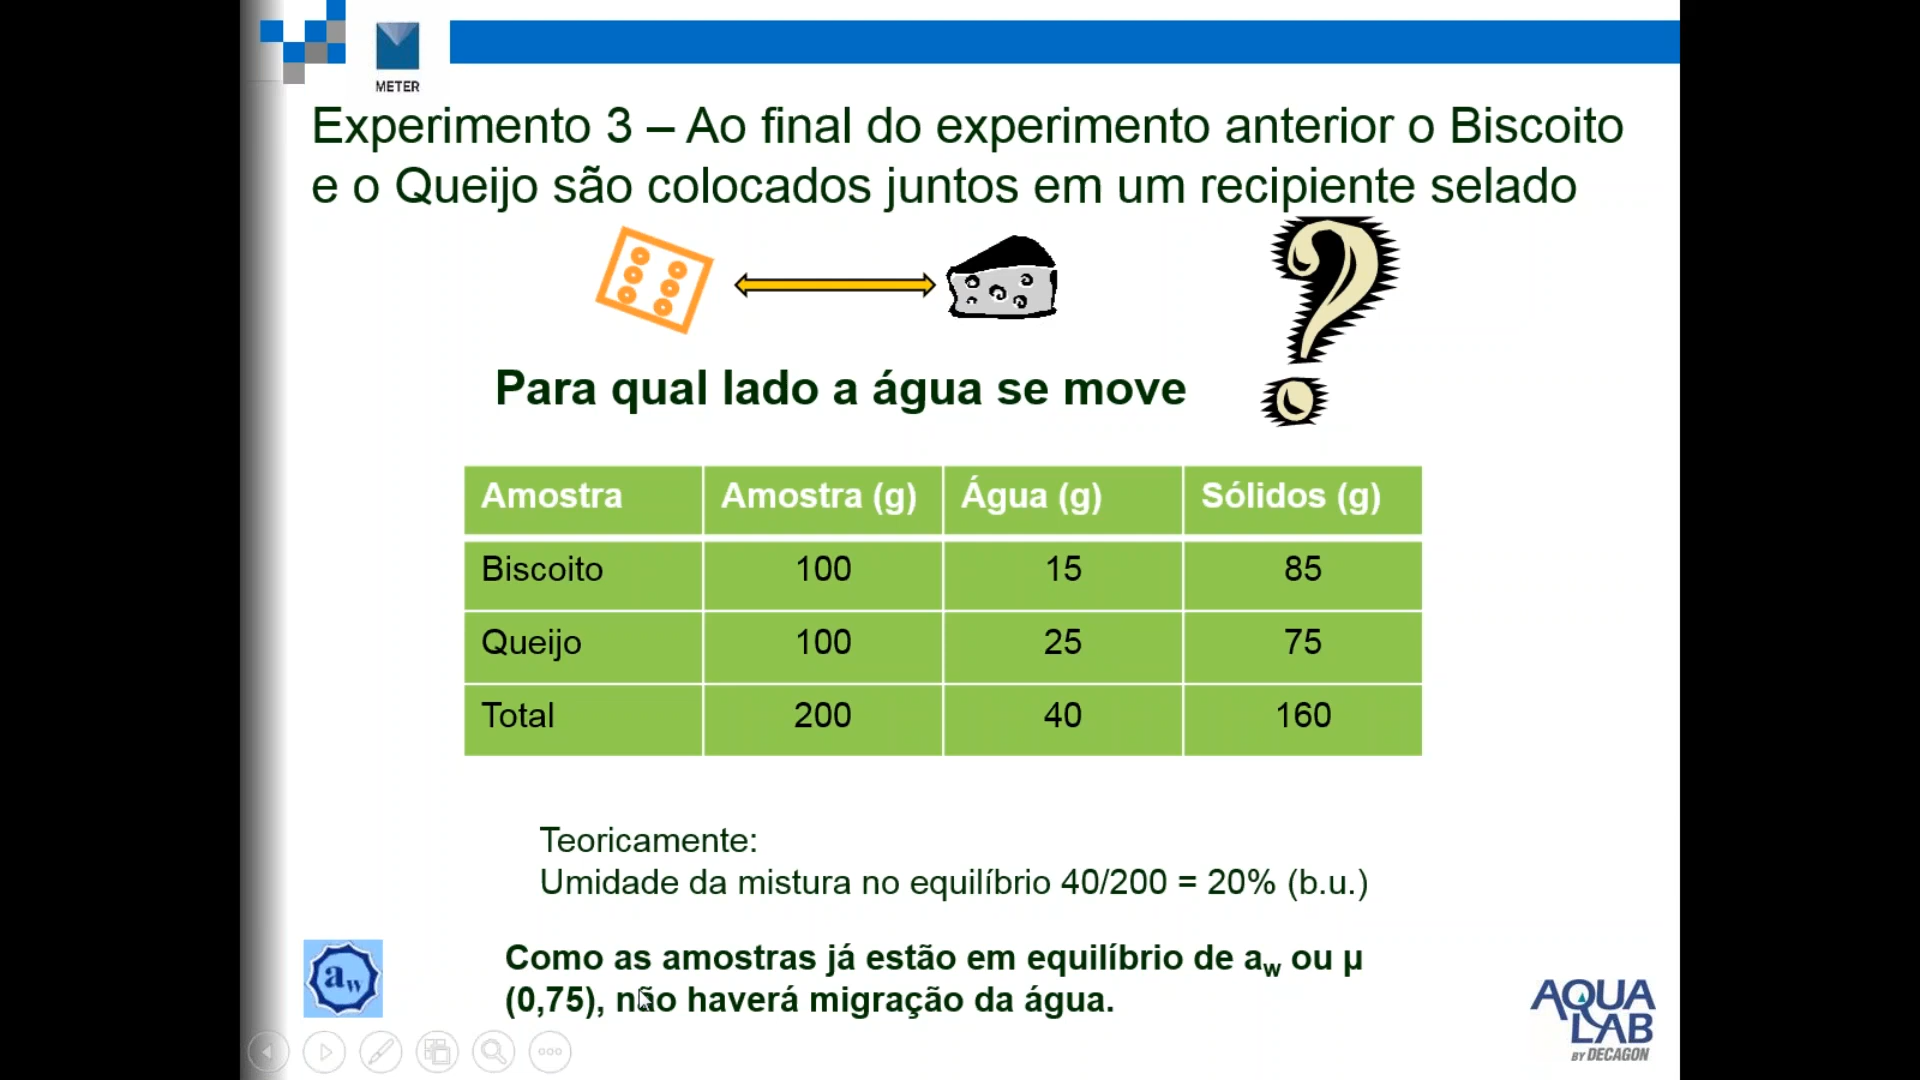 METER
Experimento 3 – Ao final do experimento anterior o Biscoito
e o Queijo são colocados juntos em um recipiente selado
Para qual lado a água se move
Amostra Amostra (g) Água (g) Sólidos (g)
Biscoito 100 15 85
Queijo 100 25 75
Total 200 40 160
Teoricamente:
Umidade da mistura no equilíbrio 40/200 = 20% (b.u.)
Como as amostras já estão em equilíbrio de aw ou µ
(0,75), não haverá migração da água.
aw
AQUA
LAB
BY DECAGON